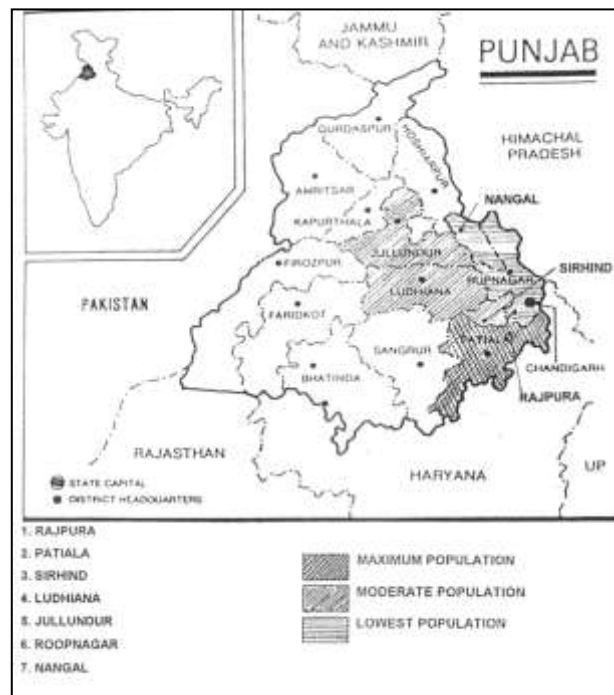 JAMMU
AND KASHMIR
PUNJAB
GURDASPUR
HOSHIARPUR
HIMACHAL
PRADESH
AMRITSAR
NANGAL
KAPURTHALA
JULLUNDUR
SIRHIND
FIROZPUR
RUPNAGAR
LUDHIANA
PAKISTAN
FARIDKOT
PATIALA
SANGRUR
CHANDIGARH
BHATINDA
RAJPURA
RAJASTHAN
HARYANA
UP
STATE CAPITAL
DISTRICT HEADQUARTERS
1. RAJPURA
2. PATIALA
3. SIRHIND
4. LUDHIANA
5. JULLUNDUR
6. ROOPNAGAR
7. NANGAL
MAXIMUM POPULATION
MODERATE POPULATION
LOWEST POPULATION